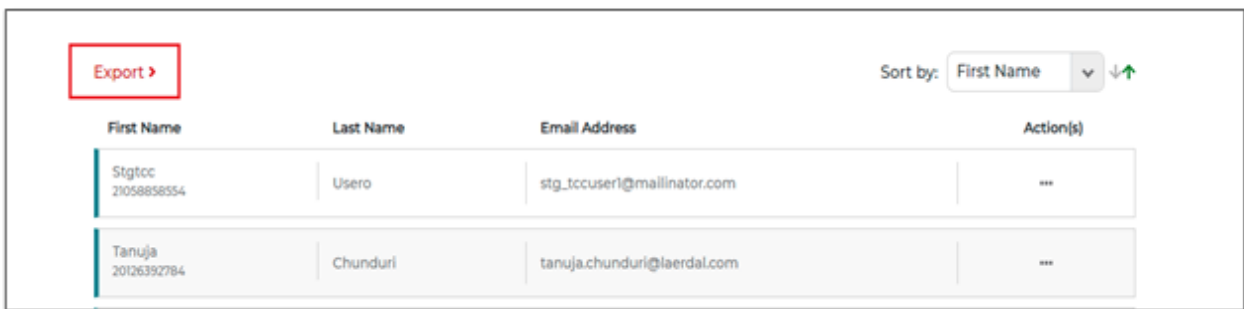 Export >
Sort by: First Name
First Name Last Name Email Address Action(s)
Stgtcc
21058858554
Usero
stg_tccuser1@mailinator.com
Tanuja
20126392784
Chunduri
tanuja.chunduri@laerdal.com